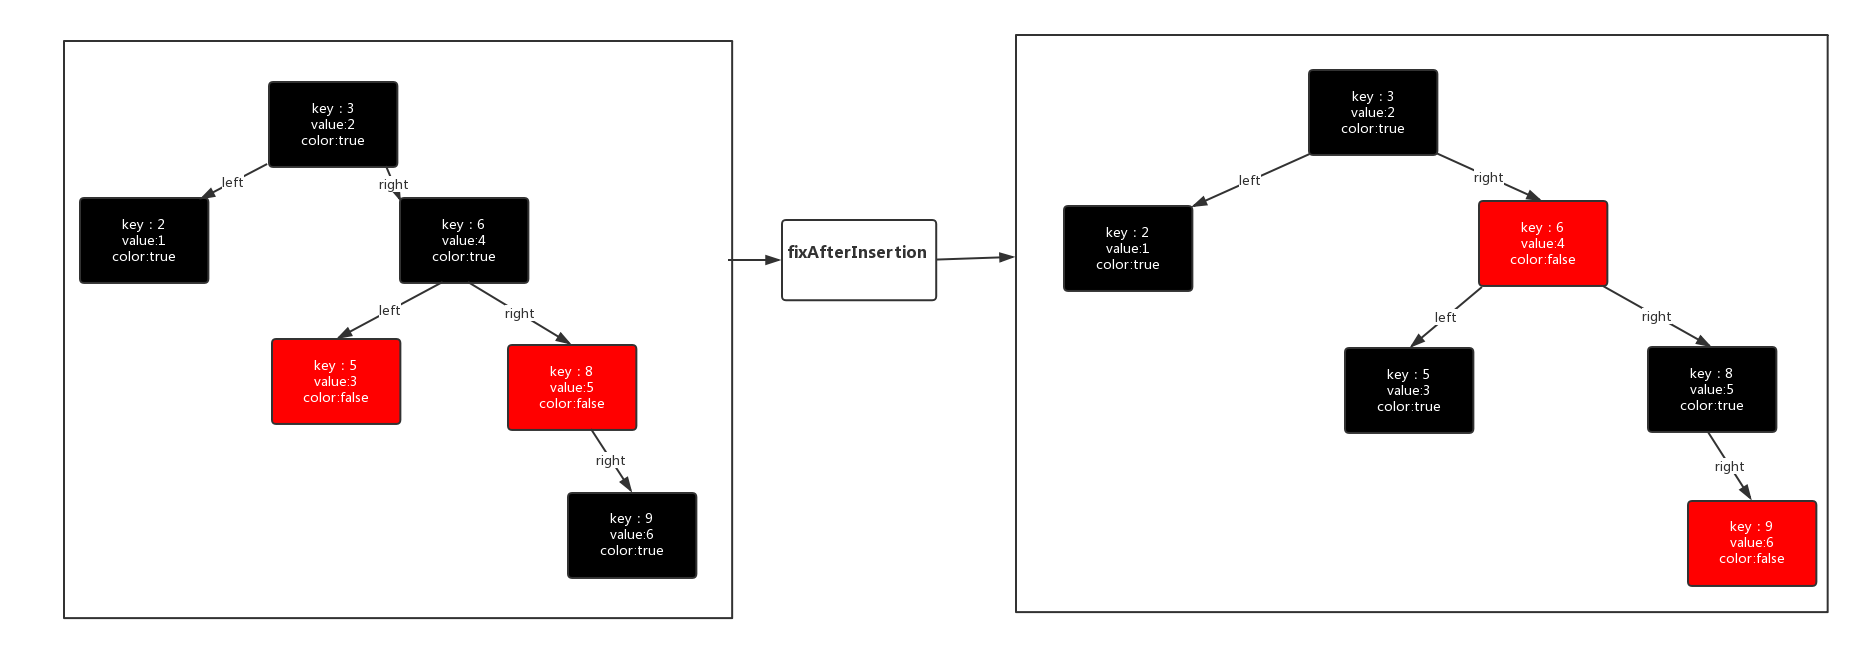 key：3
value:2
color:true
left
right
key：2
value:1
color:true
key：6
value:4
color:true
left
right
key：5
value:3
color:false
key：8
value:5
color:false
right
key：9
value:6
color:true
fixAfterInsertion
key：3
value:2
color:true
left
right
key：2
value:1
color:true
key：6
value:4
color:false
left
right
key：5
value:3
color:true
key：8
value:5
color:true
right
key：9
value:6
color:false